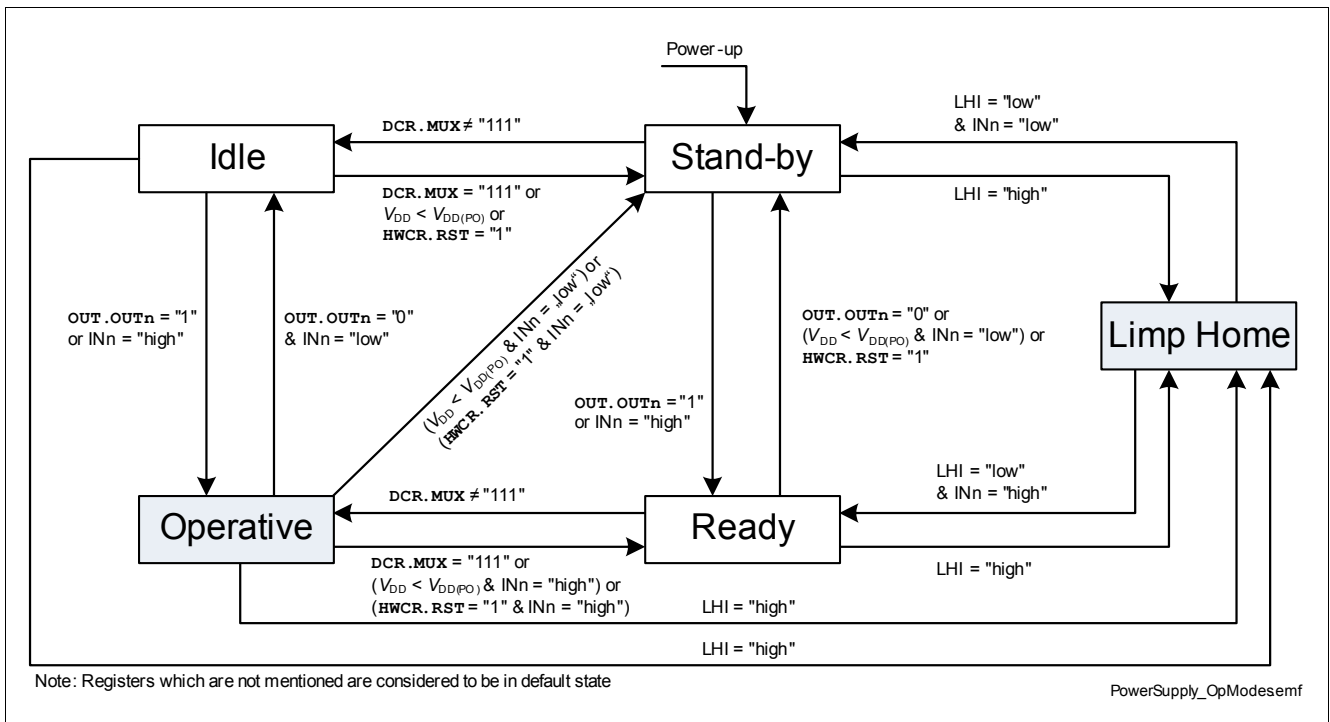 Power-up
LHI = "low"
& INn = "low"
DCR.MUX ≠ "111"
Idle
Stand-by
DCR.MUX = "111" or
VDD < VDD(PO) or
HWCR.RST = "1"
LHI = "high"
(VDD < VDD(PO) & INn = „low“) or
(HWCR.RST = "1" & INn = „low“)
OUT.OUTn = "1"
or INn = "high"
OUT.OUTn = "0"
& INn = "low"
OUT.OUTn = "0" or
(VDD < VDD(PO) & INn = "low") or
HWCR.RST = "1"
Limp Home
OUT.OUTn = "1"
or INn = "high"
LHI = "low"
& INn = "high"
DCR.MUX ≠ "111"
Operative
Ready
DCR.MUX = "111" or
(VDD < VDD(PO) & INn = "high") or
(HWCR.RST = "1" & INn = "high")
LHI = "high"
LHI = "high"
LHI = "high"
Note: Registers which are not mentioned are considered to be in default state
PowerSupply_OpModes.emf